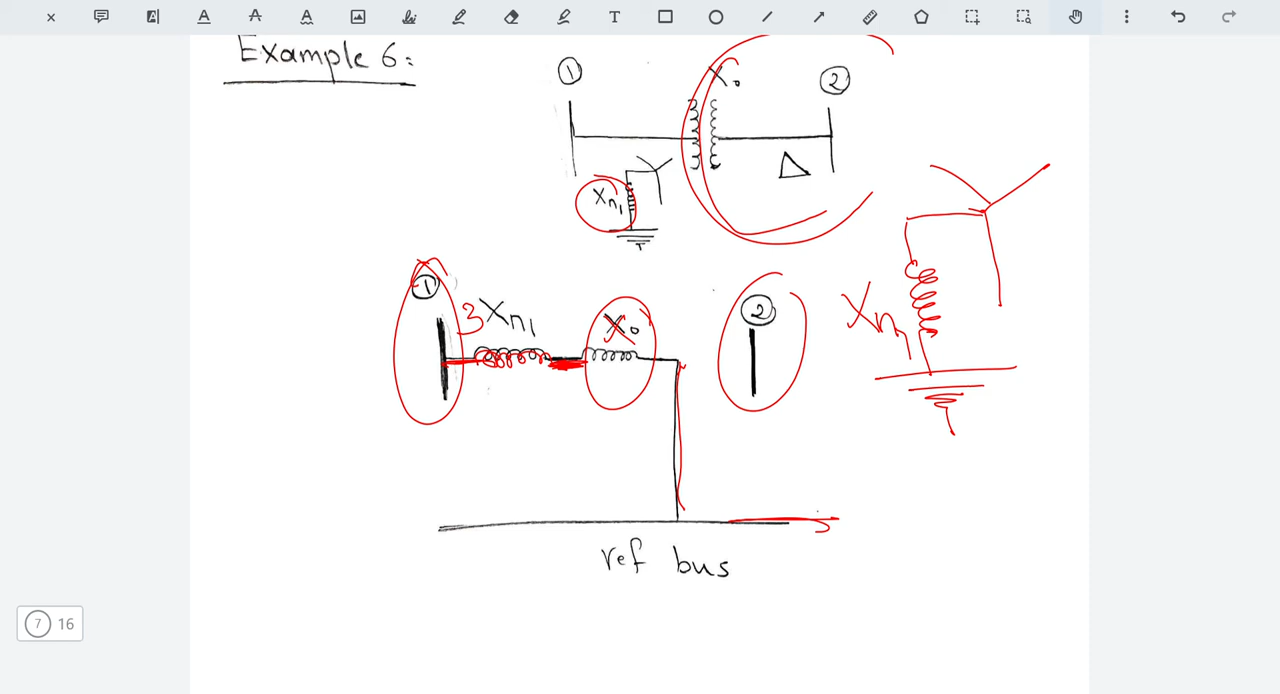 Example 6:
① X₀ ②
Xn₁ Δ
① 3Xn₁ X₀ ② Xn₁
ref bus
7 16